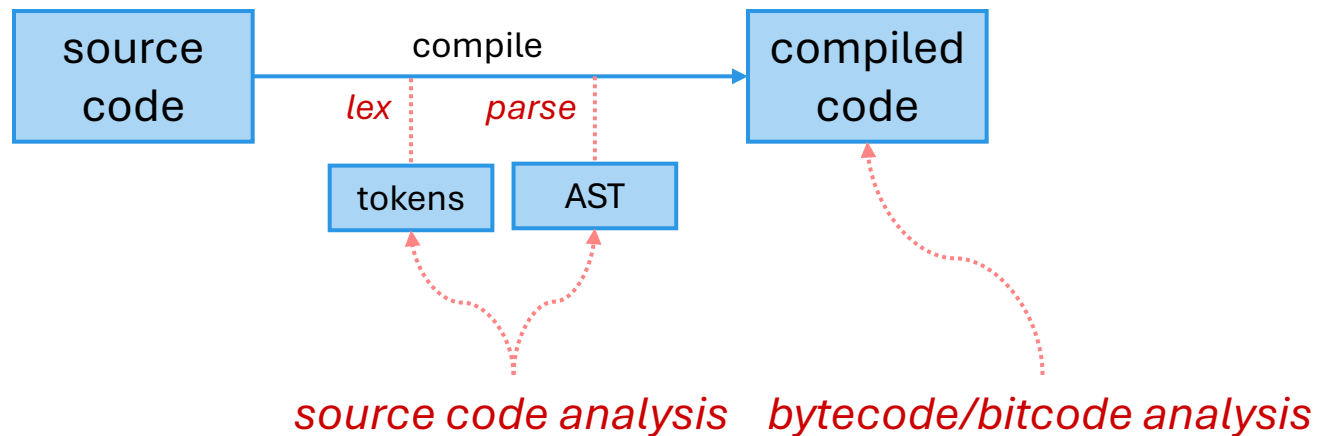 source
code
compile
compiled
code
lex
parse
tokens
AST
source code analysis
bytecode/bitcode analysis